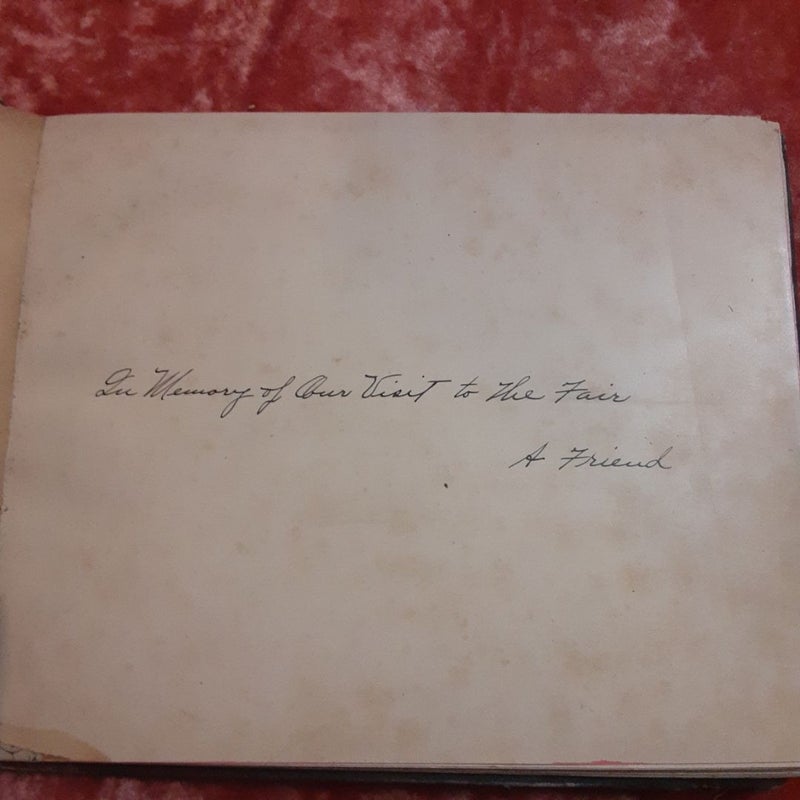 In Memory of Our Visit to The Fair
A Friend